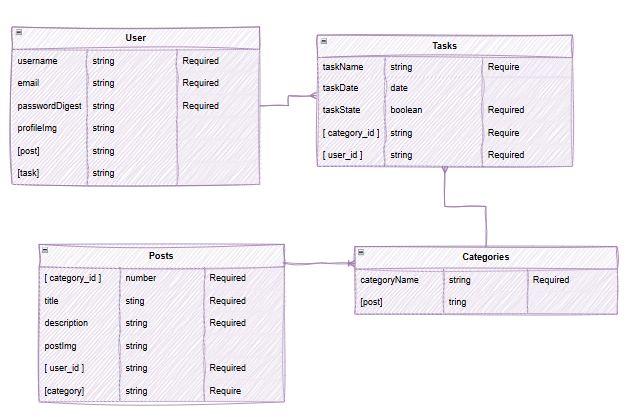 User
username string Required
email string Required
passwordDigest string Required
profileImg string
[post] string
[task] string
Tasks
taskName string Require
taskDate date
taskState boolean Required
[ category_id ] string Require
[ user_id ] string Required
Posts
[ category_id ] number Required
title sting Required
description string Required
postImg string
[ user_id ] string Required
[category] string Require
Categories
categoryName string Required
[post] tring